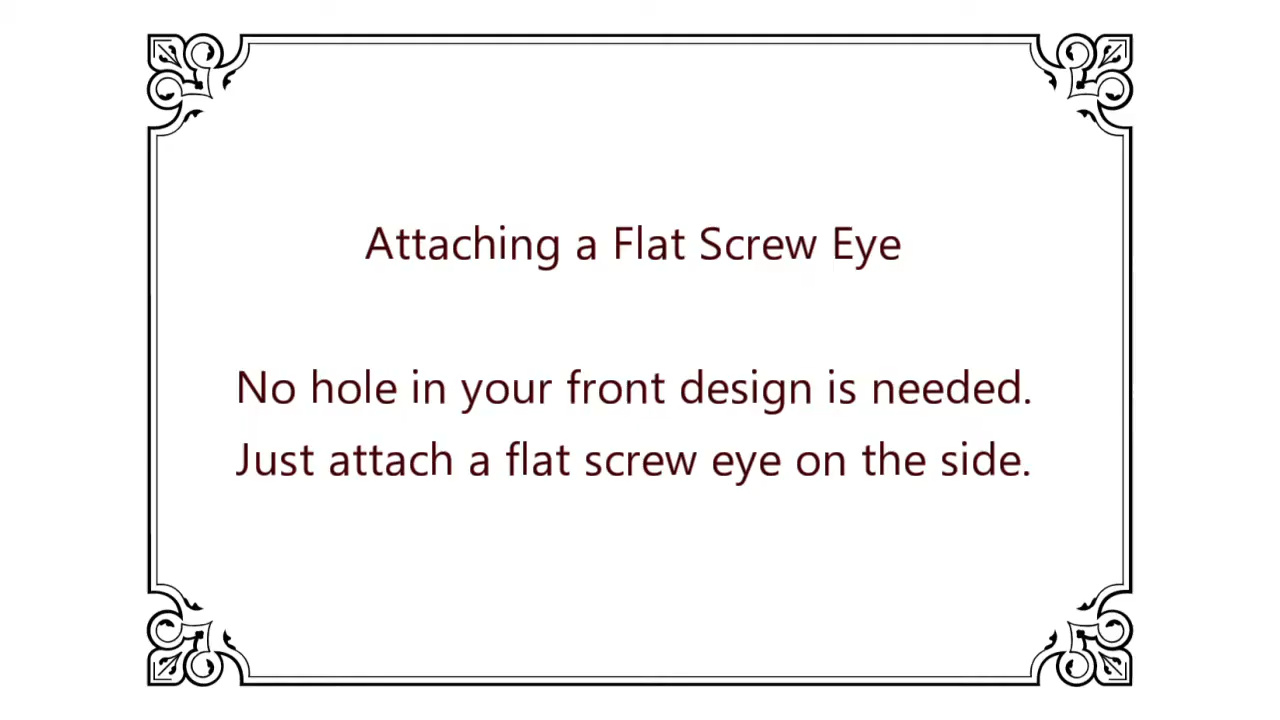 Attaching a Flat Screw Eye
No hole in your front design is needed.
Just attach a flat screw eye on the side.